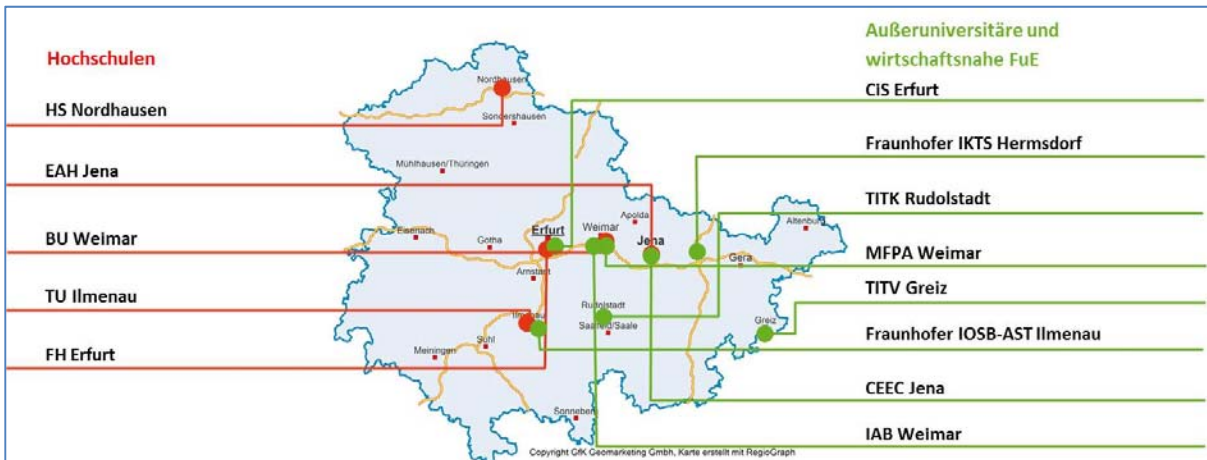 Hochschulen
HS Nordhausen
EAH Jena
BU Weimar
TU Ilmenau
FH Erfurt
Nordhausen
Sondershausen
Mühlhausen/Thüringen
Apolda
Altenburg
Weimar
Erfurt
Eisenach
Gotha
Jena
Gera
Arnstadt
Rudolstadt
Ilmenau
Saalfeld/Saale
Greiz
Suhl
Meiningen
Sonneberg
Außeruniversitäre und
wirtschaftsnahe FuE
CiS Erfurt
Fraunhofer IKTS Hermsdorf
TITK Rudolstadt
MFPA Weimar
TITV Greiz
Fraunhofer IOSB-AST Ilmenau
CEEC Jena
IAB Weimar
Copyright GfK Geomarketing Gmbh, Karte erstellt mit RegioGraph